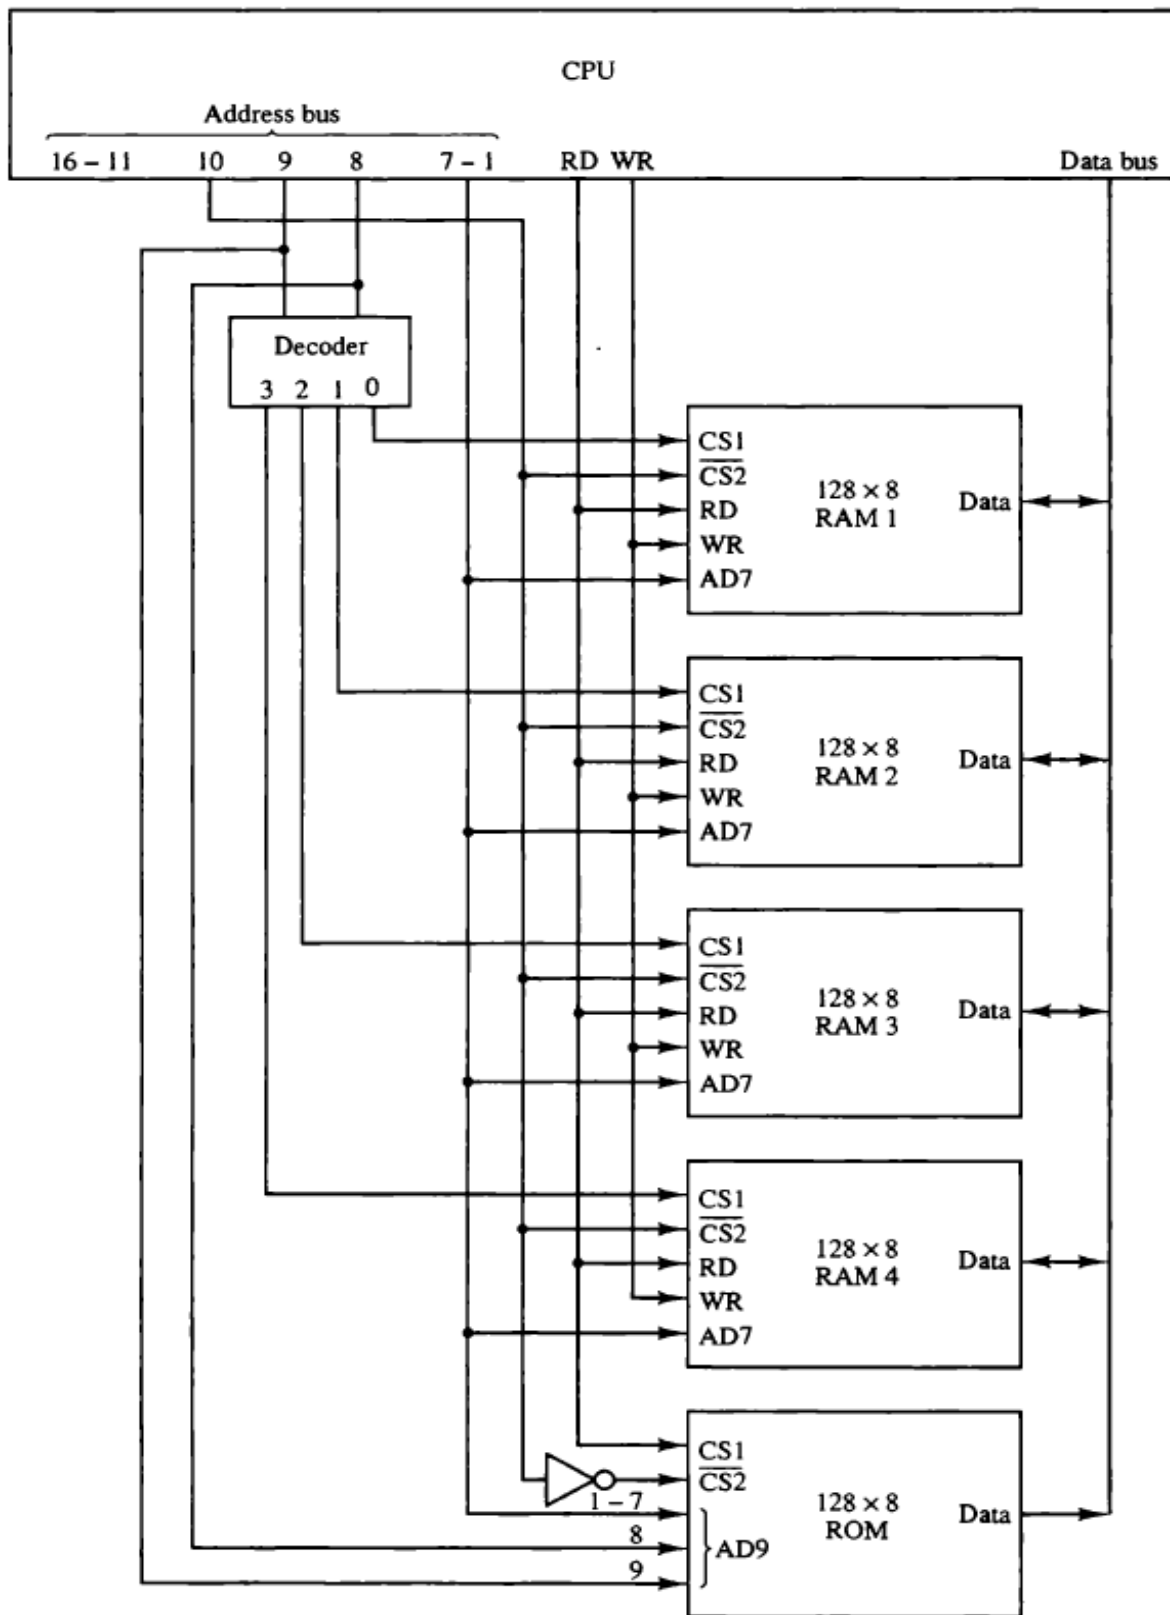 CPU
Address bus
16 – 11 10 9 8 7 – 1 RD WR Data bus
Decoder
3 2 1 0
CS1
CS2
RD
WR
AD7
128 × 8
RAM 1
Data
CS1
CS2
RD
WR
AD7
128 × 8
RAM 2
Data
CS1
CS2
RD
WR
AD7
128 × 8
RAM 3
Data
CS1
CS2
RD
WR
AD7
128 × 8
RAM 4
Data
CS1
CS2
1 – 7
8
9
AD9
128 × 8
ROM
Data